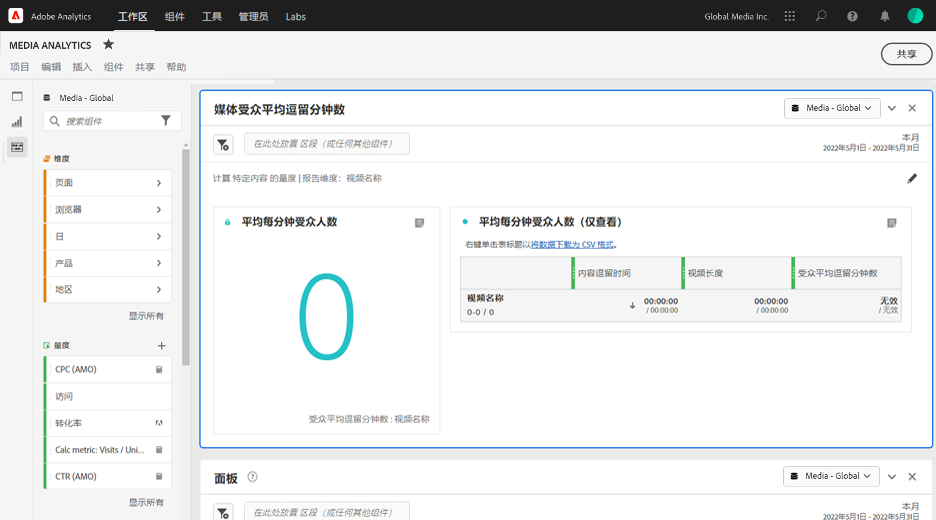 Adobe Analytics 工作区 组件 工具 管理员 Labs Global Media Inc.
MEDIA ANALYTICS
共享
项目 编辑 插入 组件 共享 帮助
Media - Global
搜索组件
维度
页面
浏览器
日
产品
地区
显示所有
量度
CPC (AMO)
访问
转化率
Calc metric: Visits / Uni...
CTR (AMO)
显示所有
媒体受众平均逗留分钟数 Media - Global
在此处放置 区段（或任何其他组件） 本月
2022年5月1日 - 2022年5月31日
计算 特定内容 的量度 | 报告维度：视频名称
平均每分钟受众人数
0
受众平均逗留分钟数 : 视频名称
平均每分钟受众人数（仅查看）
右键单击表标题以将数据下载为 CSV 格式。
内容逗留时间 视频长度 受众平均逗留分钟数
视频名称 00:00:00 00:00:00 无效
0-0 / 0 / 00:00:00 / 00:00:00 / 无效
面板 Media - Global
在此处放置 区段（或任何其他组件） 本月
2022年5月1日 - 2022年5月31日